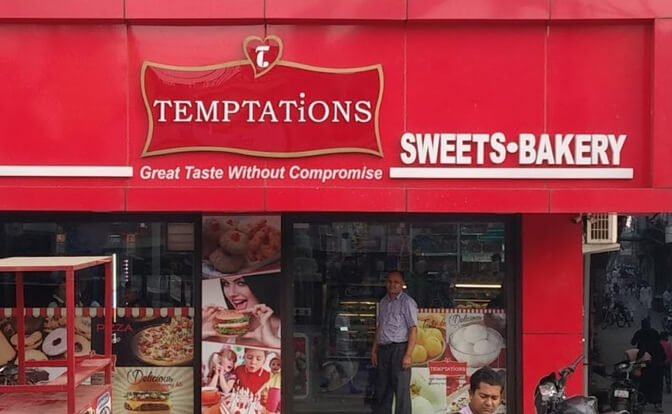 T
TEMPTATiONS
SWEETS•BAKERY
Great Taste Without Compromise
PIZZA
Delicious
Delicious
TEMPTATiONS